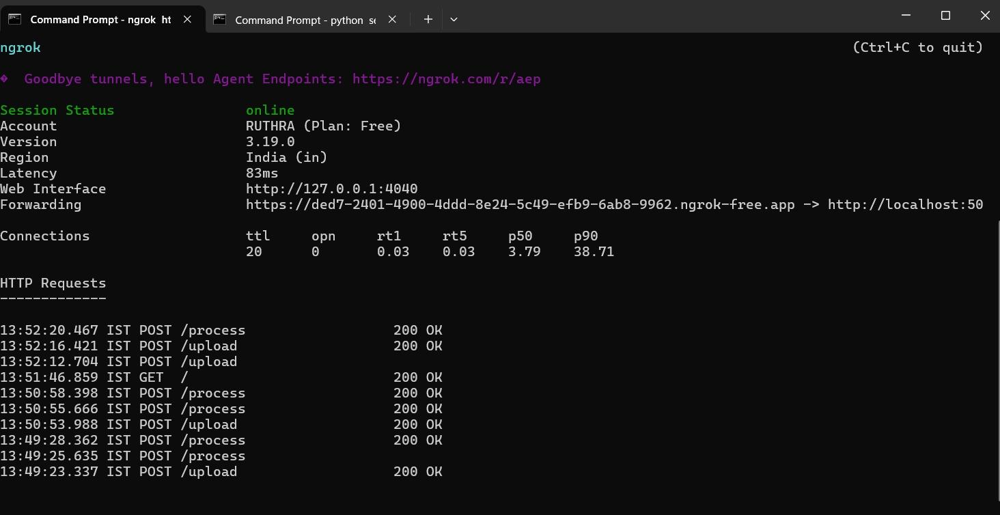 Command Prompt - ngrok ht
Command Prompt - python se
ngrok (Ctrl+C to quit)
� Goodbye tunnels, hello Agent Endpoints: https://ngrok.com/r/aep
Session Status online
Account RUTHRA (Plan: Free)
Version 3.19.0
Region India (in)
Latency 83ms
Web Interface http://127.0.0.1:4040
Forwarding https://ded7-2401-4900-4ddd-8e24-5c49-efb9-6ab8-9962.ngrok-free.app -> http://localhost:50
Connections ttl opn rt1 rt5 p50 p90
20 0 0.03 0.03 3.79 38.71
HTTP Requests
-------------
13:52:20.467 IST POST /process 200 OK
13:52:16.421 IST POST /upload 200 OK
13:52:12.704 IST POST /upload
13:51:46.859 IST GET / 200 OK
13:50:58.398 IST POST /process 200 OK
13:50:55.666 IST POST /process 200 OK
13:50:53.988 IST POST /upload 200 OK
13:49:28.362 IST POST /process 200 OK
13:49:25.635 IST POST /process
13:49:23.337 IST POST /upload 200 OK